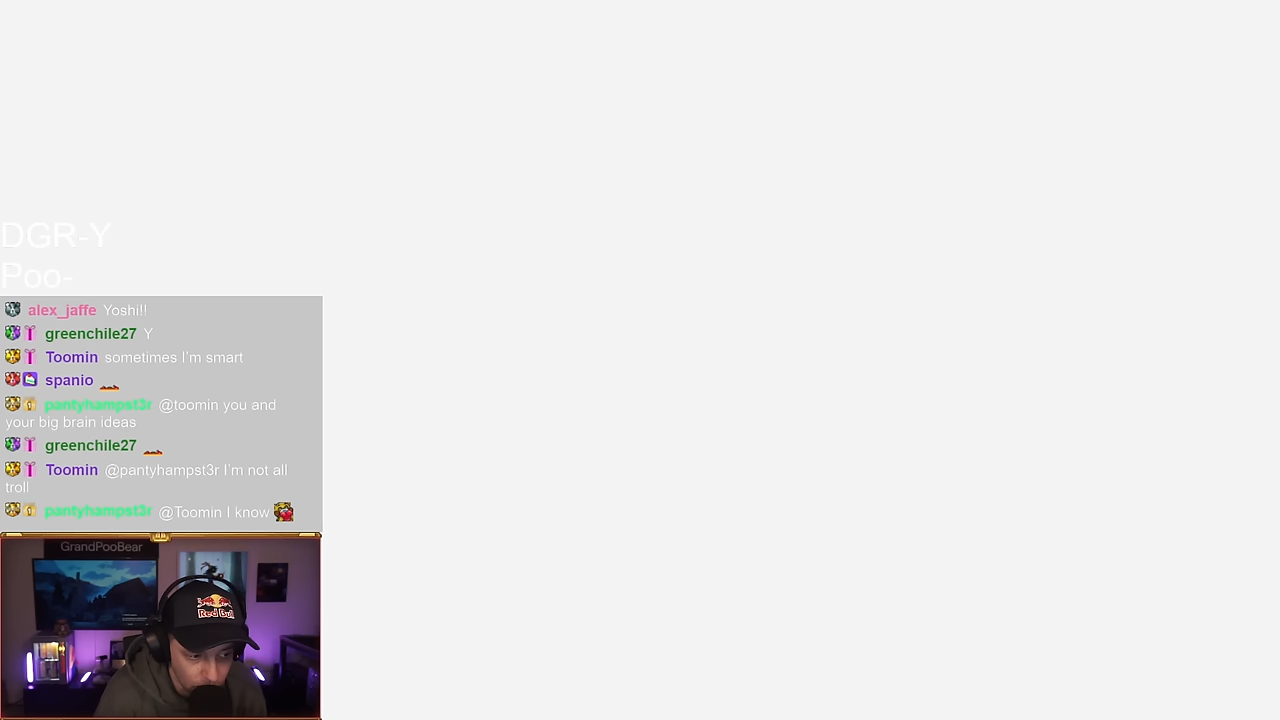 DGR-Y
Poo-
alex_jaffe Yoshi!!
greenchile27 Y
Toomin sometimes I'm smart
spanio
pantyhampst3r @toomin you and
your big brain ideas
greenchile27
Toomin @pantyhampst3r I'm not all
troll
pantyhampst3r @Toomin I know
GrandPooBear
Red Bull